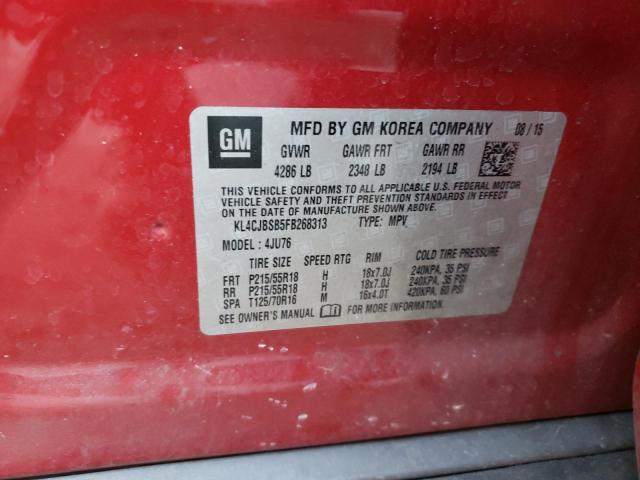 GM
MFD BY GM KOREA COMPANY 08/15
GVWR GAWR FRT GAWR RR
4286 LB 2348 LB 2194 LB
THIS VEHICLE CONFORMS TO ALL APPLICABLE U.S. FEDERAL MOTOR
VEHICLE SAFETY AND THEFT PREVENTION STANDARDS IN EFFECT
ON THE DATE OF MANUFACTURE SHOWN ABOVE.
KL4CJBSB5FB268313 TYPE: MPV
MODEL: 4JU76
TIRE SIZE SPEED RTG RIM COLD TIRE PRESSURE
FRT P215/55R18 H 18x7.0J 240KPA, 35 PSI
RR P215/55R18 H 18x7.0J 240KPA, 35 PSI
SPA T125/70R16 M 16x4.0T 420KPA, 60 PSI
SEE OWNER'S MANUAL FOR MORE INFORMATION.